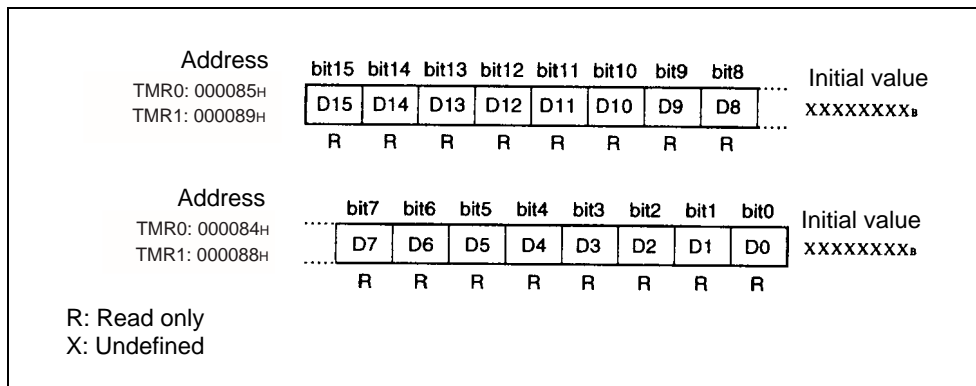 Address bit15 bit14 bit13 bit12 bit11 bit10 bit9 bit8 Initial value
TMR0: 000085H D15 D14 D13 D12 D11 D10 D9 D8 XXXXXXXXB
TMR1: 000089H
R R R R R R R R
Address bit7 bit6 bit5 bit4 bit3 bit2 bit1 bit0 Initial value
TMR0: 000084H D7 D6 D5 D4 D3 D2 D1 D0 XXXXXXXXB
TMR1: 000088H
R R R R R R R R
R: Read only
X: Undefined